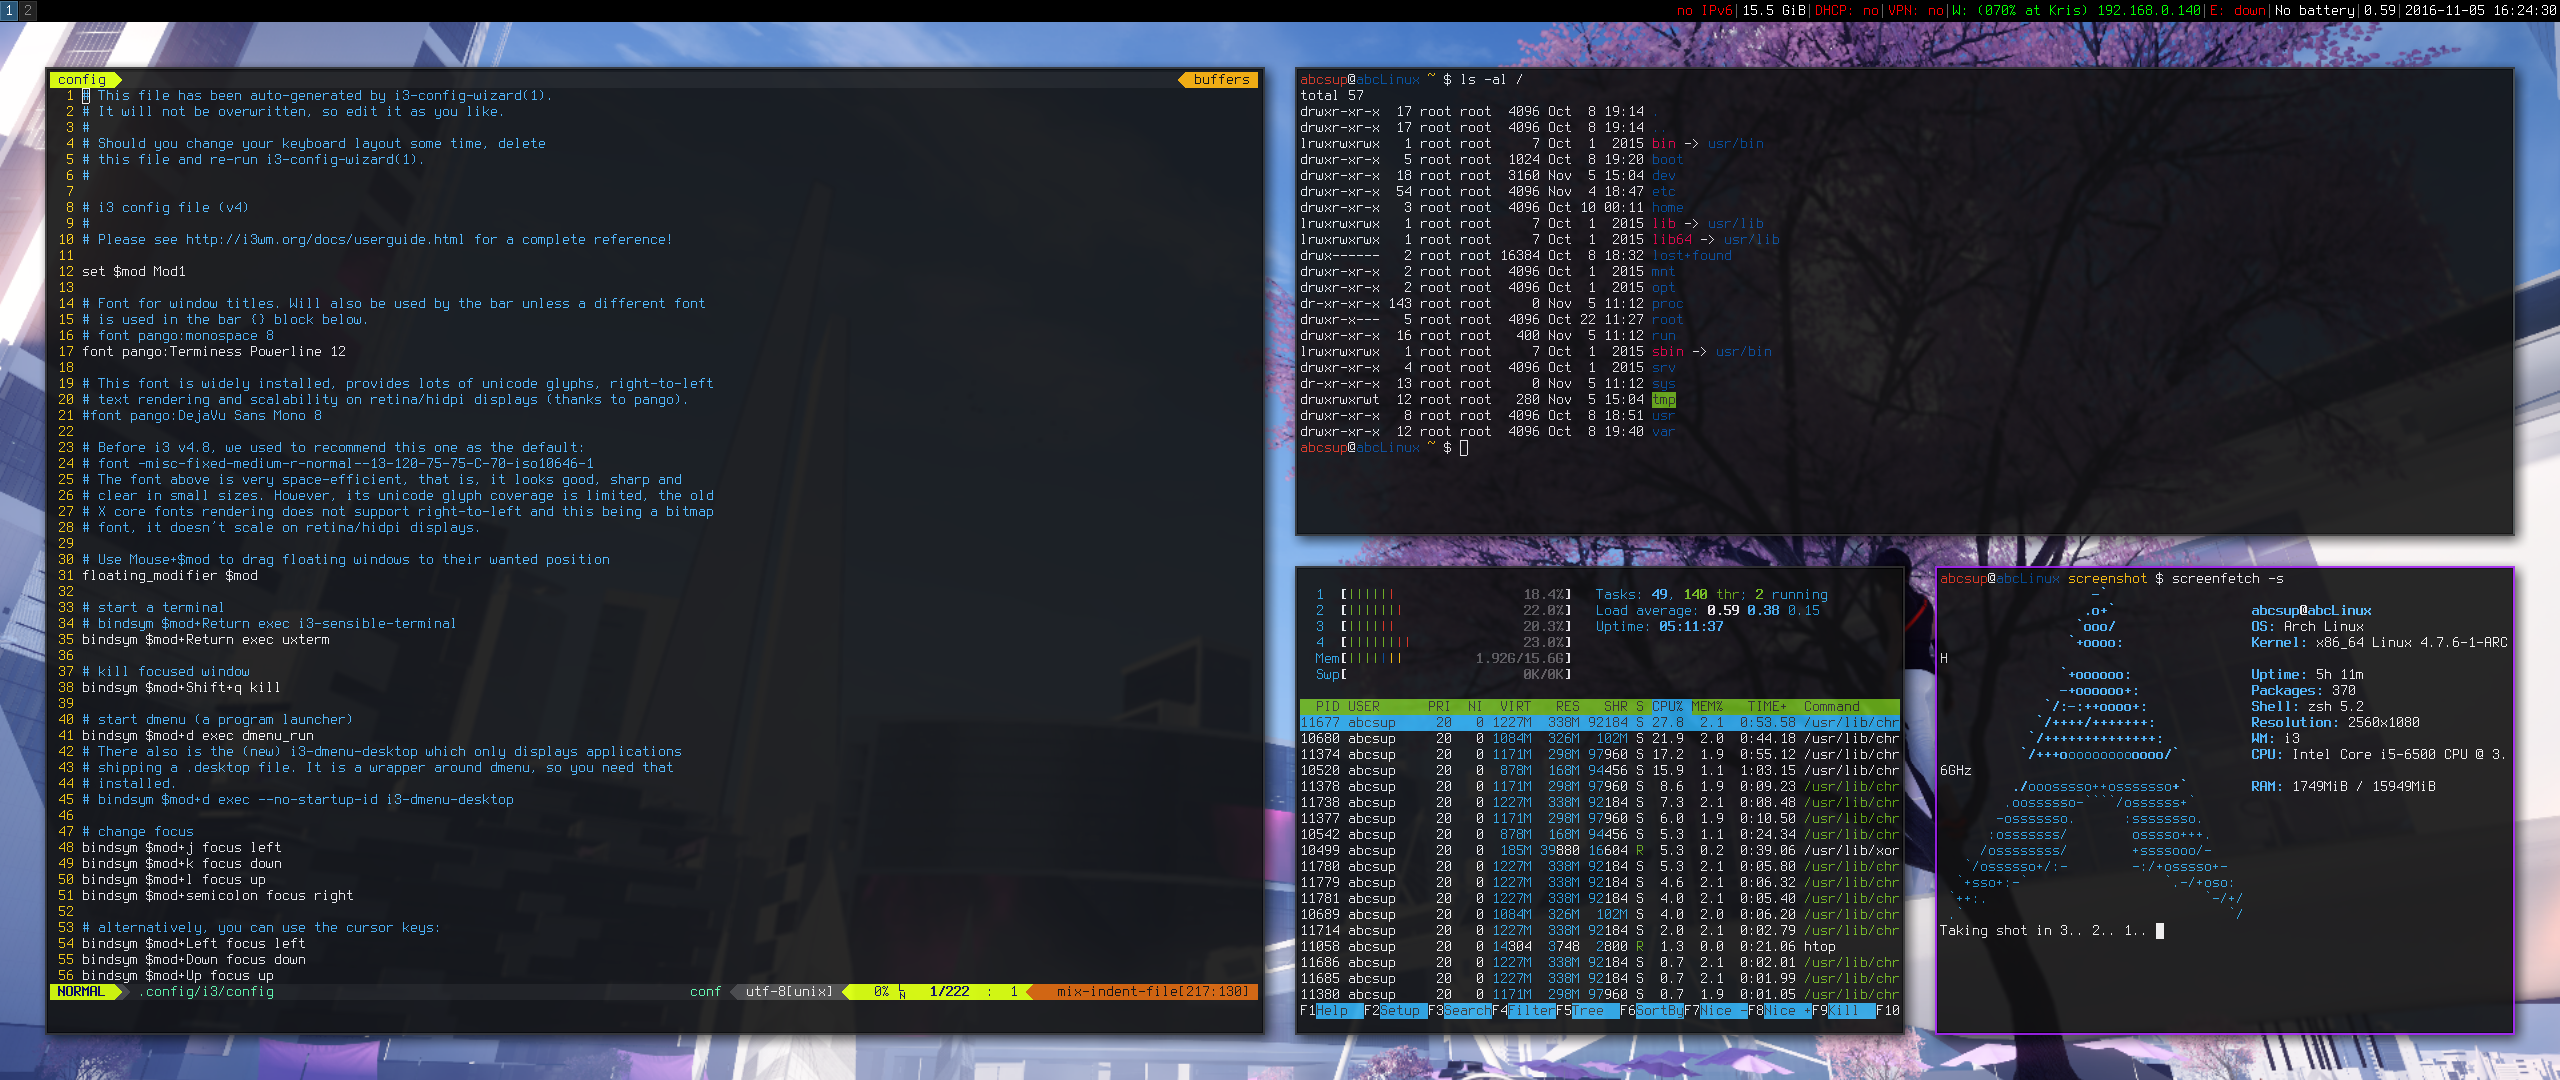 1 2
no IPv6|15.5 GiB|DHCP: no|VPN: no|W: (070% at Kris) 192.168.0.140|E: down|No battery|0.59|2016-11-05 16:24:30
config buffers
1 # This file has been auto-generated by i3-config-wizard(1).
2 # It will not be overwritten, so edit it as you like.
3 #
4 # Should you change your keyboard layout some time, delete
5 # this file and re-run i3-config-wizard(1).
6 #
7
8 # i3 config file (v4)
9 #
10 # Please see http://i3wm.org/docs/userguide.html for a complete reference!
11
12 set $mod Mod1
13
14 # Font for window titles. Will also be used by the bar unless a different font
15 # is used in the bar {} block below.
16 # font pango:monospace 8
17 font pango:Terminess Powerline 12
18
19 # This font is widely installed, provides lots of unicode glyphs, right-to-left
20 # text rendering and scalability on retina/hidpi displays (thanks to pango).
21 #font pango:DejaVu Sans Mono 8
22
23 # Before i3 v4.8, we used to recommend this one as the default:
24 # font -misc-fixed-medium-r-normal--13-120-75-75-C-70-iso10646-1
25 # The font above is very space-efficient, that is, it looks good, sharp and
26 # clear in small sizes. However, its unicode glyph coverage is limited, the old
27 # X core fonts rendering does not support right-to-left and this being a bitmap
28 # font, it doesn't scale on retina/hidpi displays.
29
30 # Use Mouse+$mod to drag floating windows to their wanted position
31 floating_modifier $mod
32
33 # start a terminal
34 # bindsym $mod+Return exec i3-sensible-terminal
35 bindsym $mod+Return exec uxterm
36
37 # kill focused window
38 bindsym $mod+Shift+q kill
39
40 # start dmenu (a program launcher)
41 bindsym $mod+d exec dmenu_run
42 # There also is the (new) i3-dmenu-desktop which only displays applications
43 # shipping a .desktop file. It is a wrapper around dmenu, so you need that
44 # installed.
45 # bindsym $mod+d exec --no-startup-id i3-dmenu-desktop
46
47 # change focus
48 bindsym $mod+j focus left
49 bindsym $mod+k focus down
50 bindsym $mod+l focus up
51 bindsym $mod+semicolon focus right
52
53 # alternatively, you can use the cursor keys:
54 bindsym $mod+Left focus left
55 bindsym $mod+Down focus down
56 bindsym $mod+Up focus up
NORMAL .config/i3/config conf utf-8[unix] 0% LN 1/222 : 1 mix-indent-file[217:130]
abcsup@abcLinux ~ $ ls -al /
total 57
drwxr-xr-x 17 root root 4096 Oct 8 19:14 .
drwxr-xr-x 17 root root 4096 Oct 8 19:14 ..
lrwxrwxrwx 1 root root 7 Oct 1 2015 bin -> usr/bin
drwxr-xr-x 5 root root 1024 Oct 8 19:20 boot
drwxr-xr-x 18 root root 3160 Nov 5 15:04 dev
drwxr-xr-x 54 root root 4096 Nov 4 18:47 etc
drwxr-xr-x 3 root root 4096 Oct 10 00:11 home
lrwxrwxrwx 1 root root 7 Oct 1 2015 lib -> usr/lib
lrwxrwxrwx 1 root root 7 Oct 1 2015 lib64 -> usr/lib
drwx------ 2 root root 16384 Oct 8 18:32 lost+found
drwxr-xr-x 2 root root 4096 Oct 1 2015 mnt
drwxr-xr-x 2 root root 4096 Oct 1 2015 opt
dr-xr-xr-x 143 root root 0 Nov 5 11:12 proc
drwxr-x--- 5 root root 4096 Oct 22 11:27 root
drwxr-xr-x 16 root root 400 Nov 5 11:12 run
lrwxrwxrwx 1 root root 7 Oct 1 2015 sbin -> usr/bin
drwxr-xr-x 4 root root 4096 Oct 1 2015 srv
dr-xr-xr-x 13 root root 0 Nov 5 11:12 sys
drwxrwxrwt 12 root root 280 Nov 5 15:04 tmp
drwxr-xr-x 8 root root 4096 Oct 8 18:51 usr
drwxr-xr-x 12 root root 4096 Oct 8 19:40 var
abcsup@abcLinux ~ $
1 [|||||| 18.4%] Tasks: 49, 140 thr; 2 running
2 [||||||| 22.0%] Load average: 0.59 0.38 0.15
3 [|||||| 20.3%] Uptime: 05:11:37
4 [|||||||| 23.0%]
Mem[||||||| 1.92G/15.6G]
Swp[ 0K/0K]
PID USER PRI NI VIRT RES SHR S CPU% MEM% TIME+ Command
11677 abcsup 20 0 1227M 338M 92184 S 27.8 2.1 0:53.58 /usr/lib/chr
10680 abcsup 20 0 1084M 326M 102M S 21.9 2.0 0:44.18 /usr/lib/chr
11374 abcsup 20 0 1171M 298M 97960 S 17.2 1.9 0:55.12 /usr/lib/chr
10520 abcsup 20 0 878M 168M 94456 S 15.9 1.1 1:03.15 /usr/lib/chr
11378 abcsup 20 0 1171M 298M 97960 S 8.6 1.9 0:09.23 /usr/lib/chr
11738 abcsup 20 0 1227M 338M 92184 S 7.3 2.1 0:08.48 /usr/lib/chr
11377 abcsup 20 0 1171M 298M 97960 S 6.0 1.9 0:10.50 /usr/lib/chr
10542 abcsup 20 0 878M 168M 94456 S 5.3 1.1 0:24.34 /usr/lib/chr
10499 abcsup 20 0 185M 39880 16604 R 5.3 0.2 0:39.06 /usr/lib/xor
11780 abcsup 20 0 1227M 338M 92184 S 5.3 2.1 0:05.80 /usr/lib/chr
11779 abcsup 20 0 1227M 338M 92184 S 4.6 2.1 0:06.32 /usr/lib/chr
11781 abcsup 20 0 1227M 338M 92184 S 4.0 2.1 0:05.40 /usr/lib/chr
10689 abcsup 20 0 1084M 326M 102M S 4.0 2.0 0:06.20 /usr/lib/chr
11714 abcsup 20 0 1227M 338M 92184 S 2.0 2.1 0:02.79 /usr/lib/chr
11058 abcsup 20 0 14304 3748 2800 R 1.3 0.0 0:21.06 htop
11686 abcsup 20 0 1227M 338M 92184 S 0.7 2.1 0:02.01 /usr/lib/chr
11685 abcsup 20 0 1227M 338M 92184 S 0.7 2.1 0:01.99 /usr/lib/chr
11380 abcsup 20 0 1171M 298M 97960 S 0.7 1.9 0:01.05 /usr/lib/chr
F1Help F2Setup F3SearchF4FilterF5Tree F6SortByF7Nice -F8Nice +F9Kill F10
abcsup@abcLinux screenshot $ screenfetch -s
-`
.o+` abcsup@abcLinux
`ooo/ OS: Arch Linux
`+oooo: Kernel: x86_64 Linux 4.7.6-1-ARC
H
`+oooooo: Uptime: 5h 11m
-+oooooo+: Packages: 370
`/:-:++oooo+: Shell: zsh 5.2
`/++++/+++++++: Resolution: 2560x1080
`/++++++++++++++: WM: i3
`/+++ooooooooooooo/` CPU: Intel Core i5-6500 CPU @ 3.
6GHz
./ooosssso++osssssso+` RAM: 1749MiB / 15949MiB
.oossssso-````/ossssss+`
-osssssso. :ssssssso.
:osssssss/ osssso+++.
/ossssssss/ +ssssooo/-
`/ossssso+/:- -:/+osssso+-
`+sso+:-` `.-/+oso:
`++:. `-/+/
.` `/
Taking shot in 3.. 2.. 1..